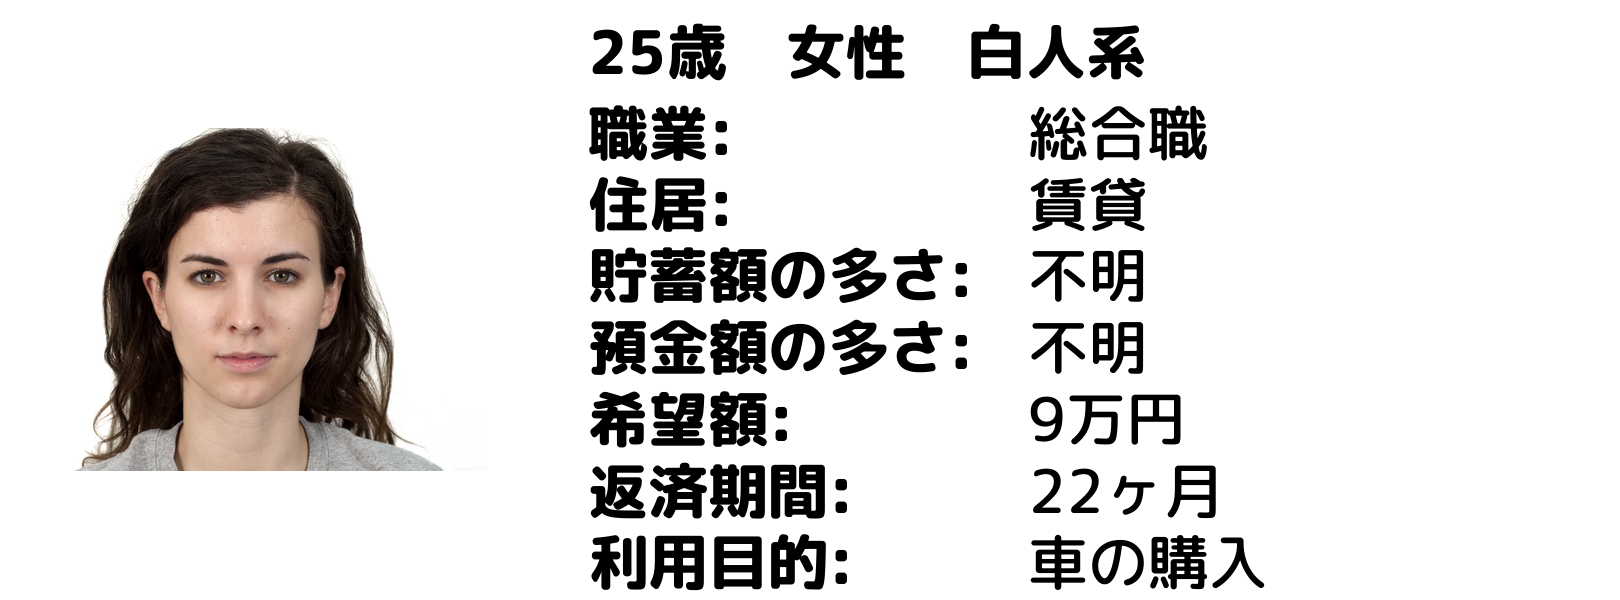 25歳　女性　白人系
職業:　総合職
住居:　賃貸
貯蓄額の多さ:　不明
預金額の多さ:　不明
希望額:　9万円
返済期間:　22ヶ月
利用目的:　車の購入